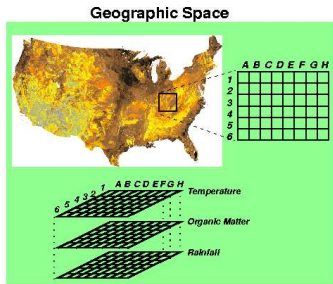 Geographic Space
A B C D E F G H
1
2
3
4
5
6
6 5 4 3 2 1 A B C D E F G H
Temperature
Organic Matter
Rainfall